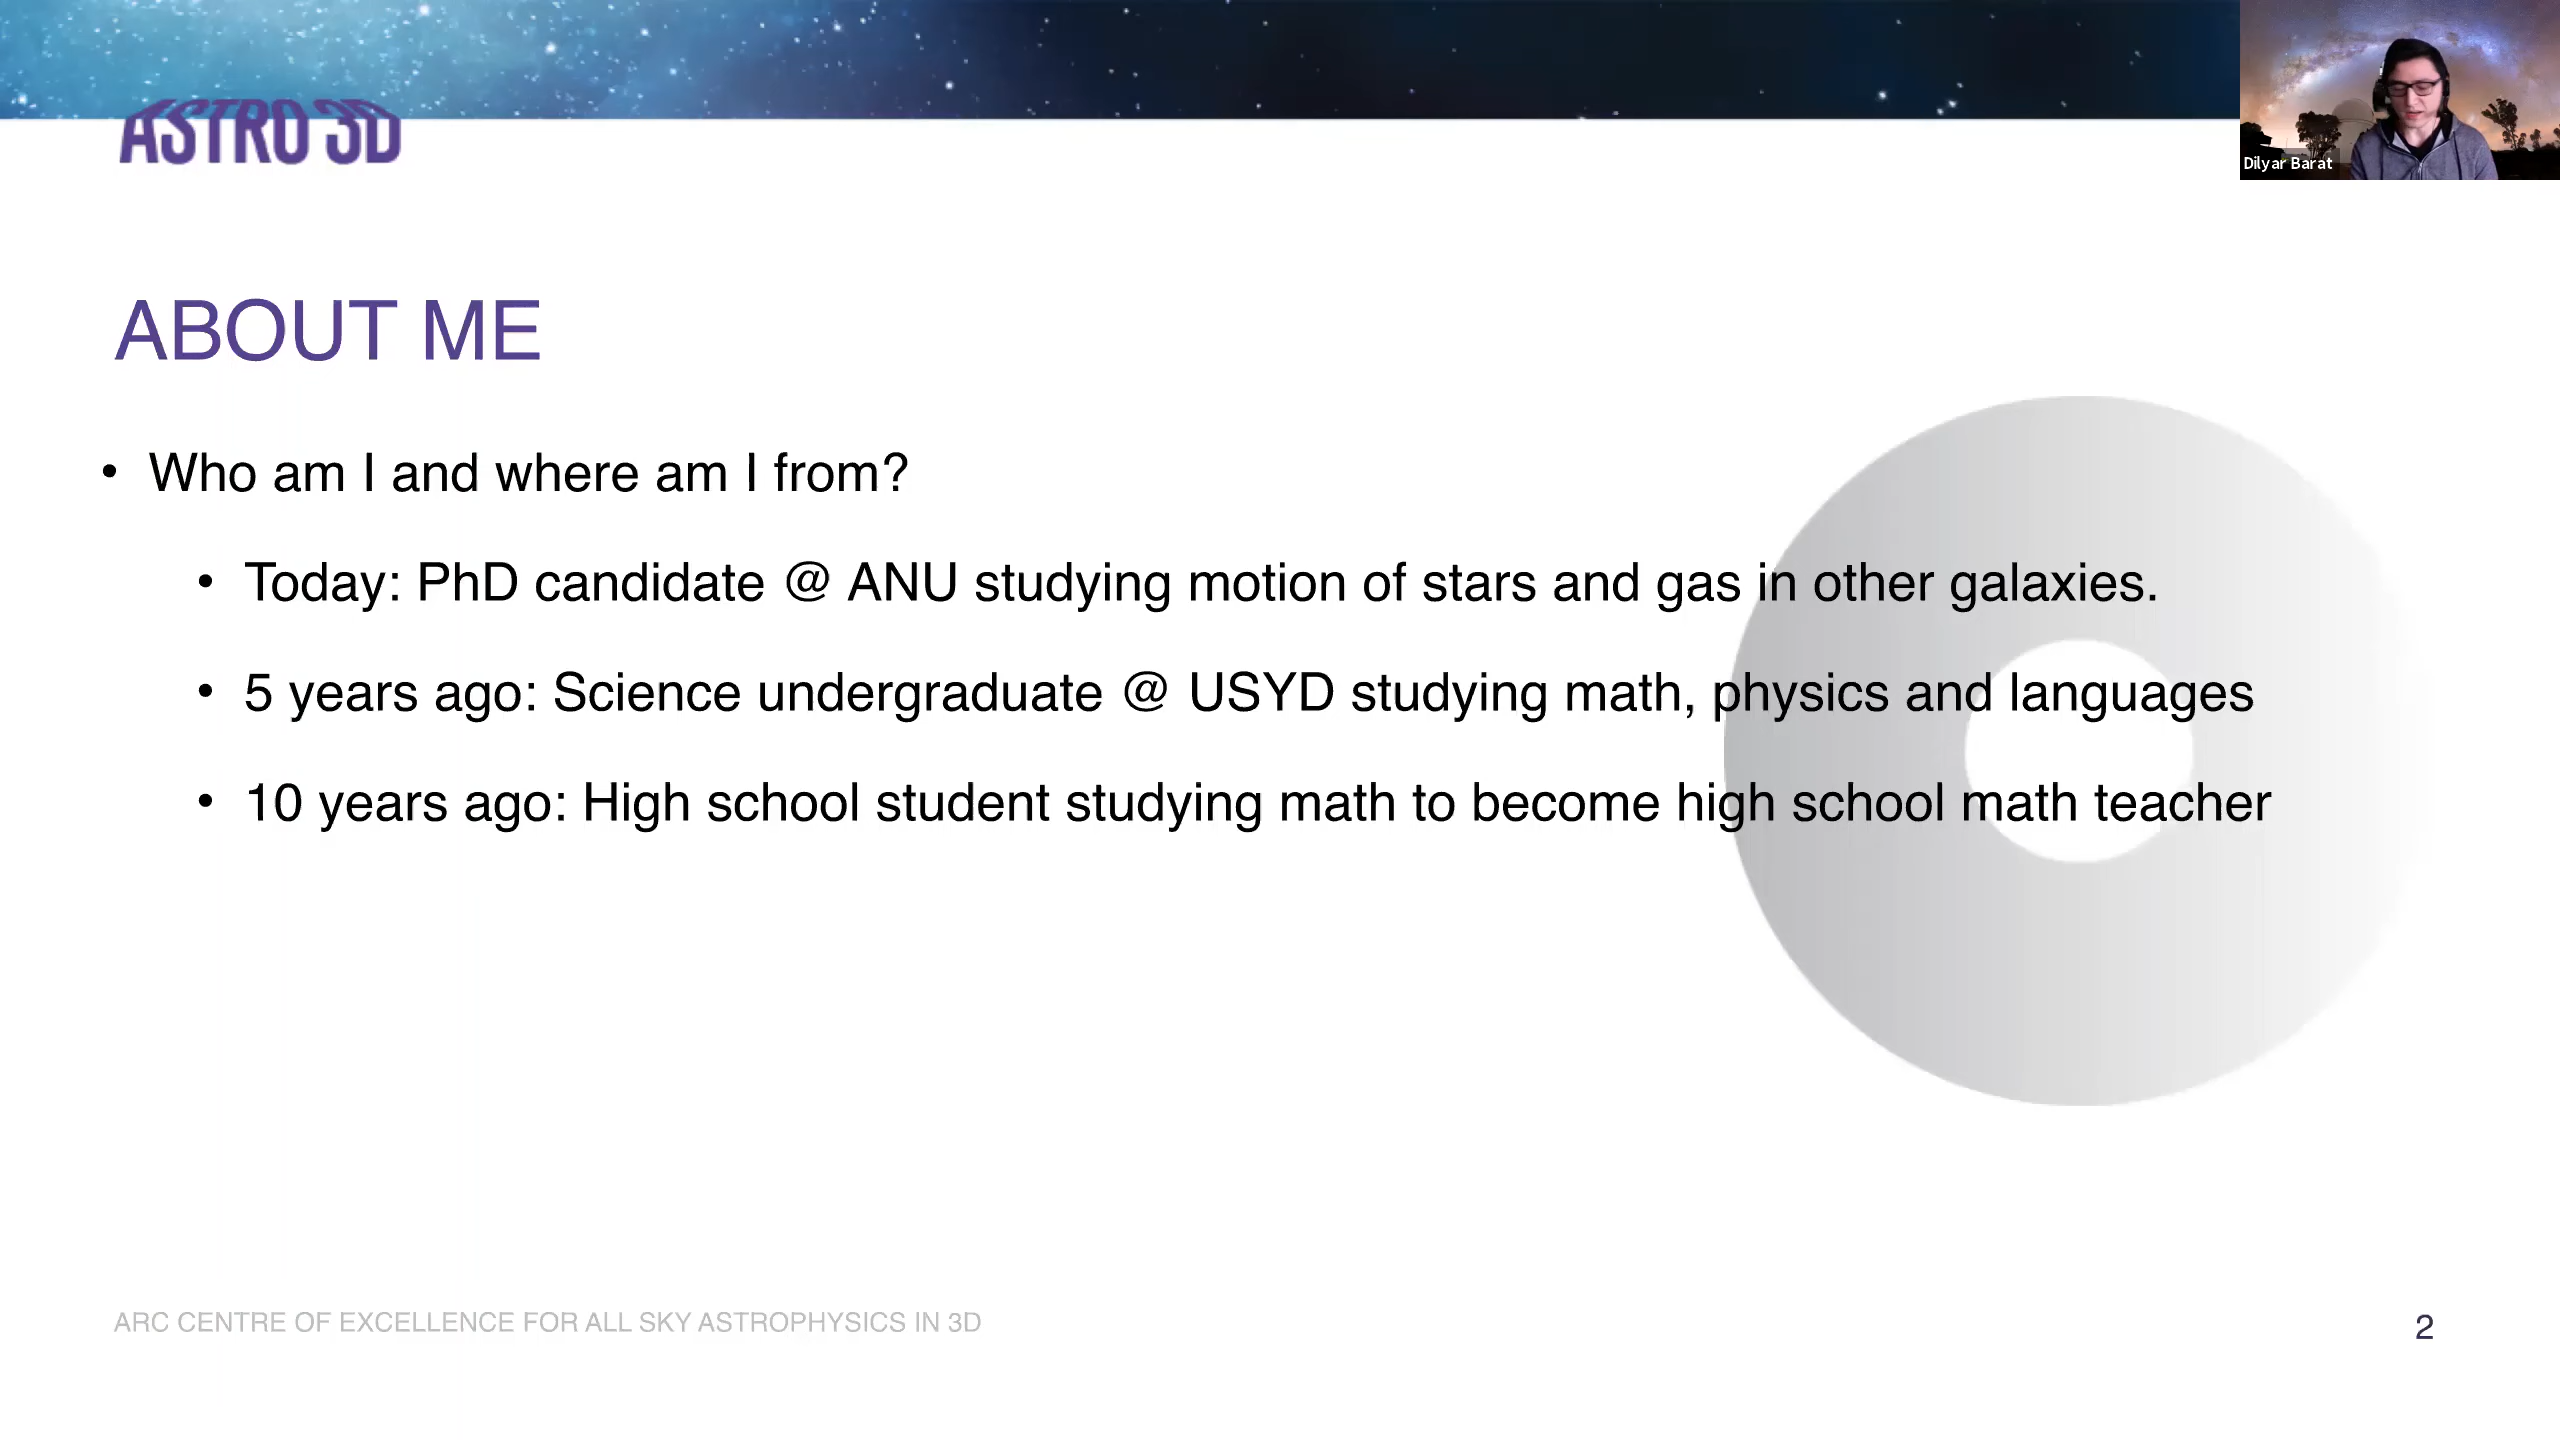 ASTRO 3D
Dilyar Barat
ABOUT ME
• Who am I and where am I from?
• Today: PhD candidate @ ANU studying motion of stars and gas in other galaxies.
• 5 years ago: Science undergraduate @ USYD studying math, physics and languages
• 10 years ago: High school student studying math to become high school math teacher
ARC CENTRE OF EXCELLENCE FOR ALL SKY ASTROPHYSICS IN 3D
2